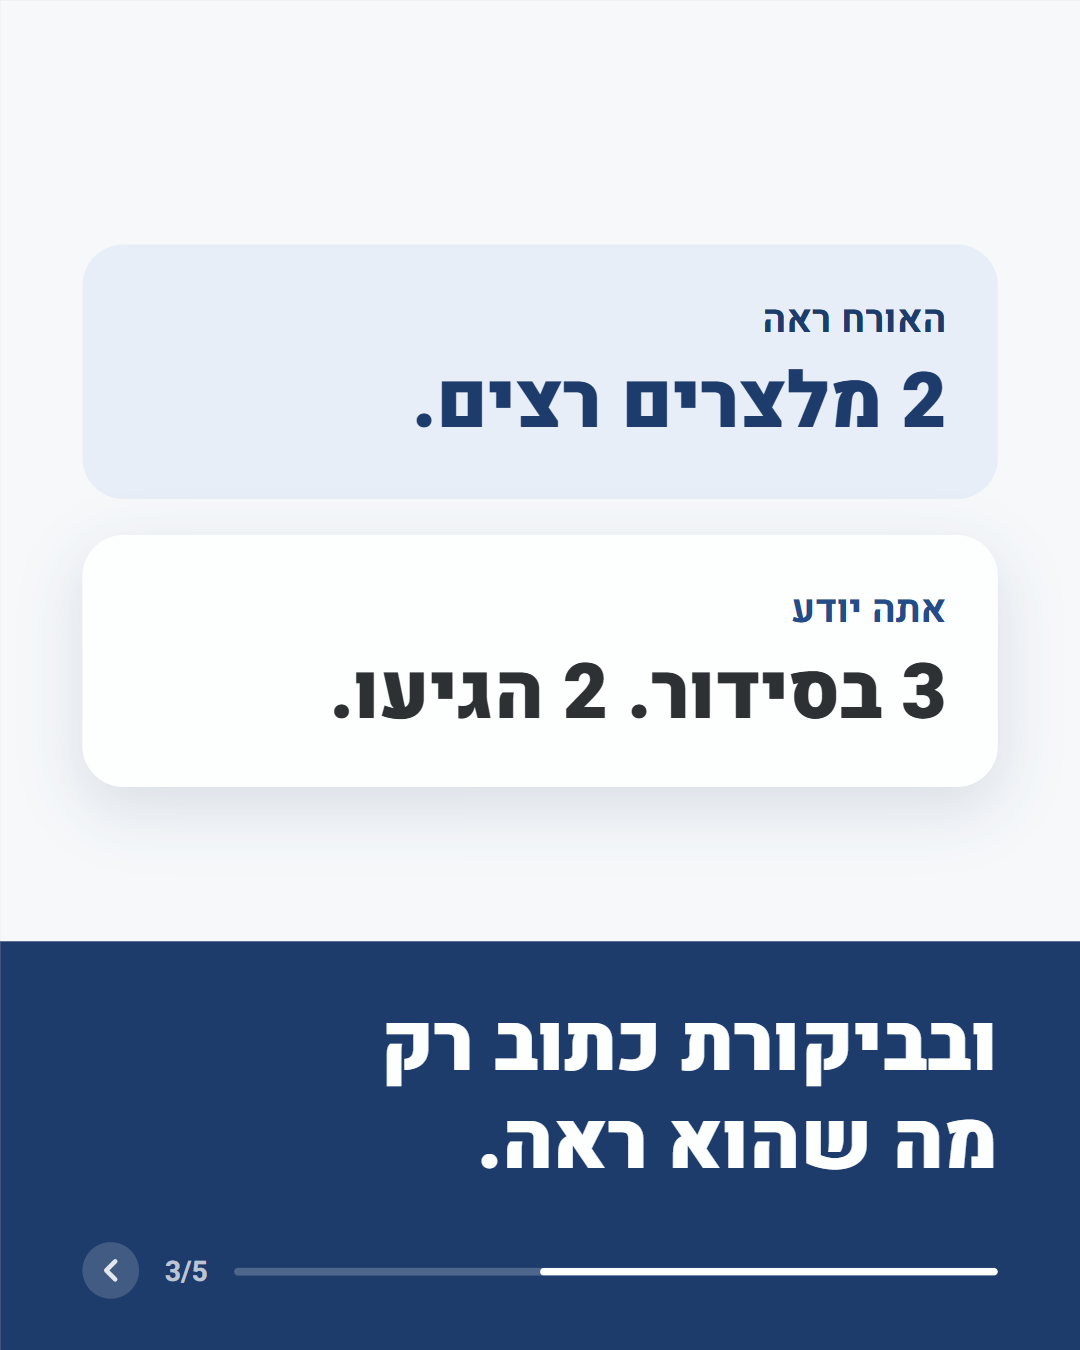 האורח ראה
2 מלצרים רצים.
אתה יודע
3 בסידור. 2 הגיעו.
ובביקורת כתוב רק
מה שהוא ראה.
3/5